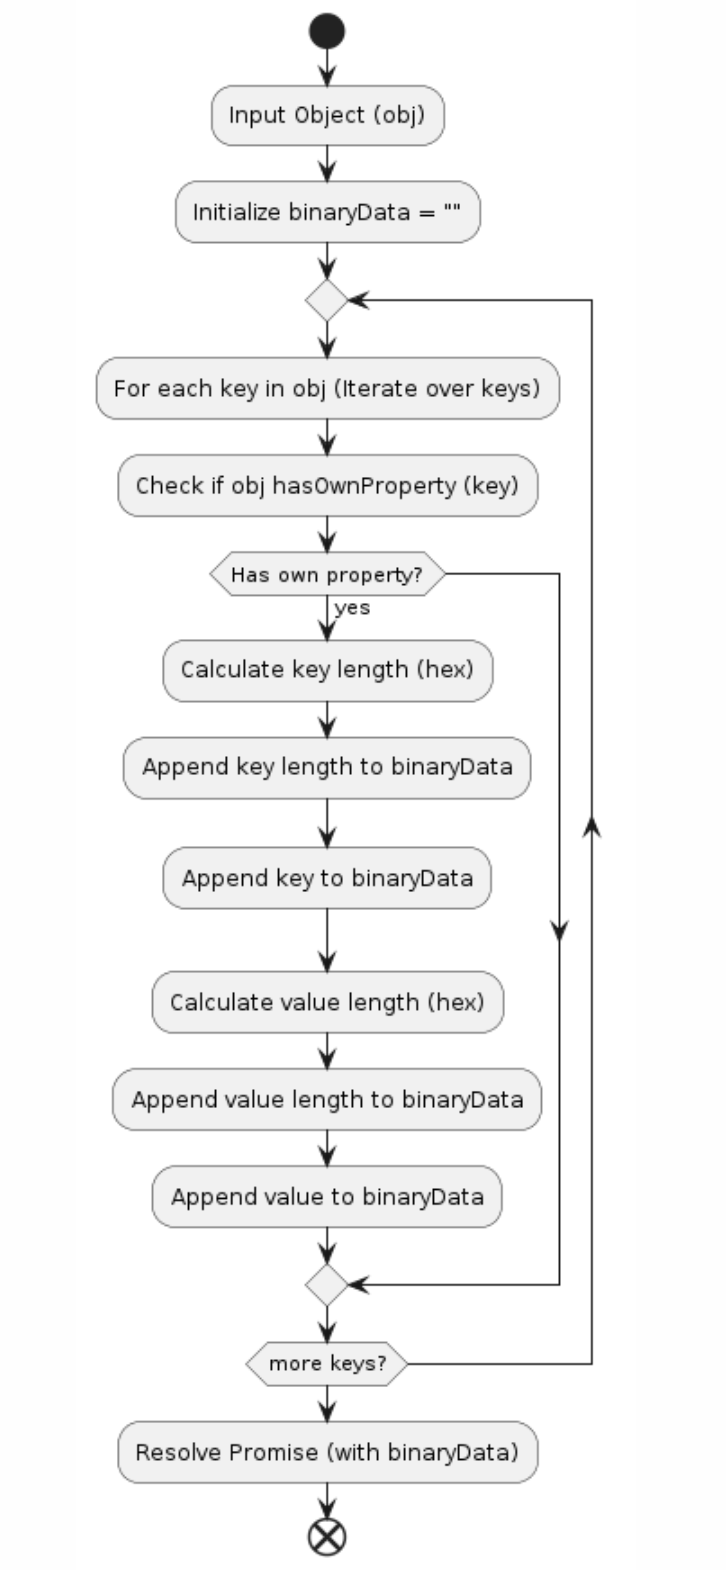 Input Object (obj)
Initialize binaryData = ""
For each key in obj (Iterate over keys)
Check if obj hasOwnProperty (key)
Has own property?
yes
Calculate key length (hex)
Append key length to binaryData
Append key to binaryData
Calculate value length (hex)
Append value length to binaryData
Append value to binaryData
more keys?
Resolve Promise (with binaryData)